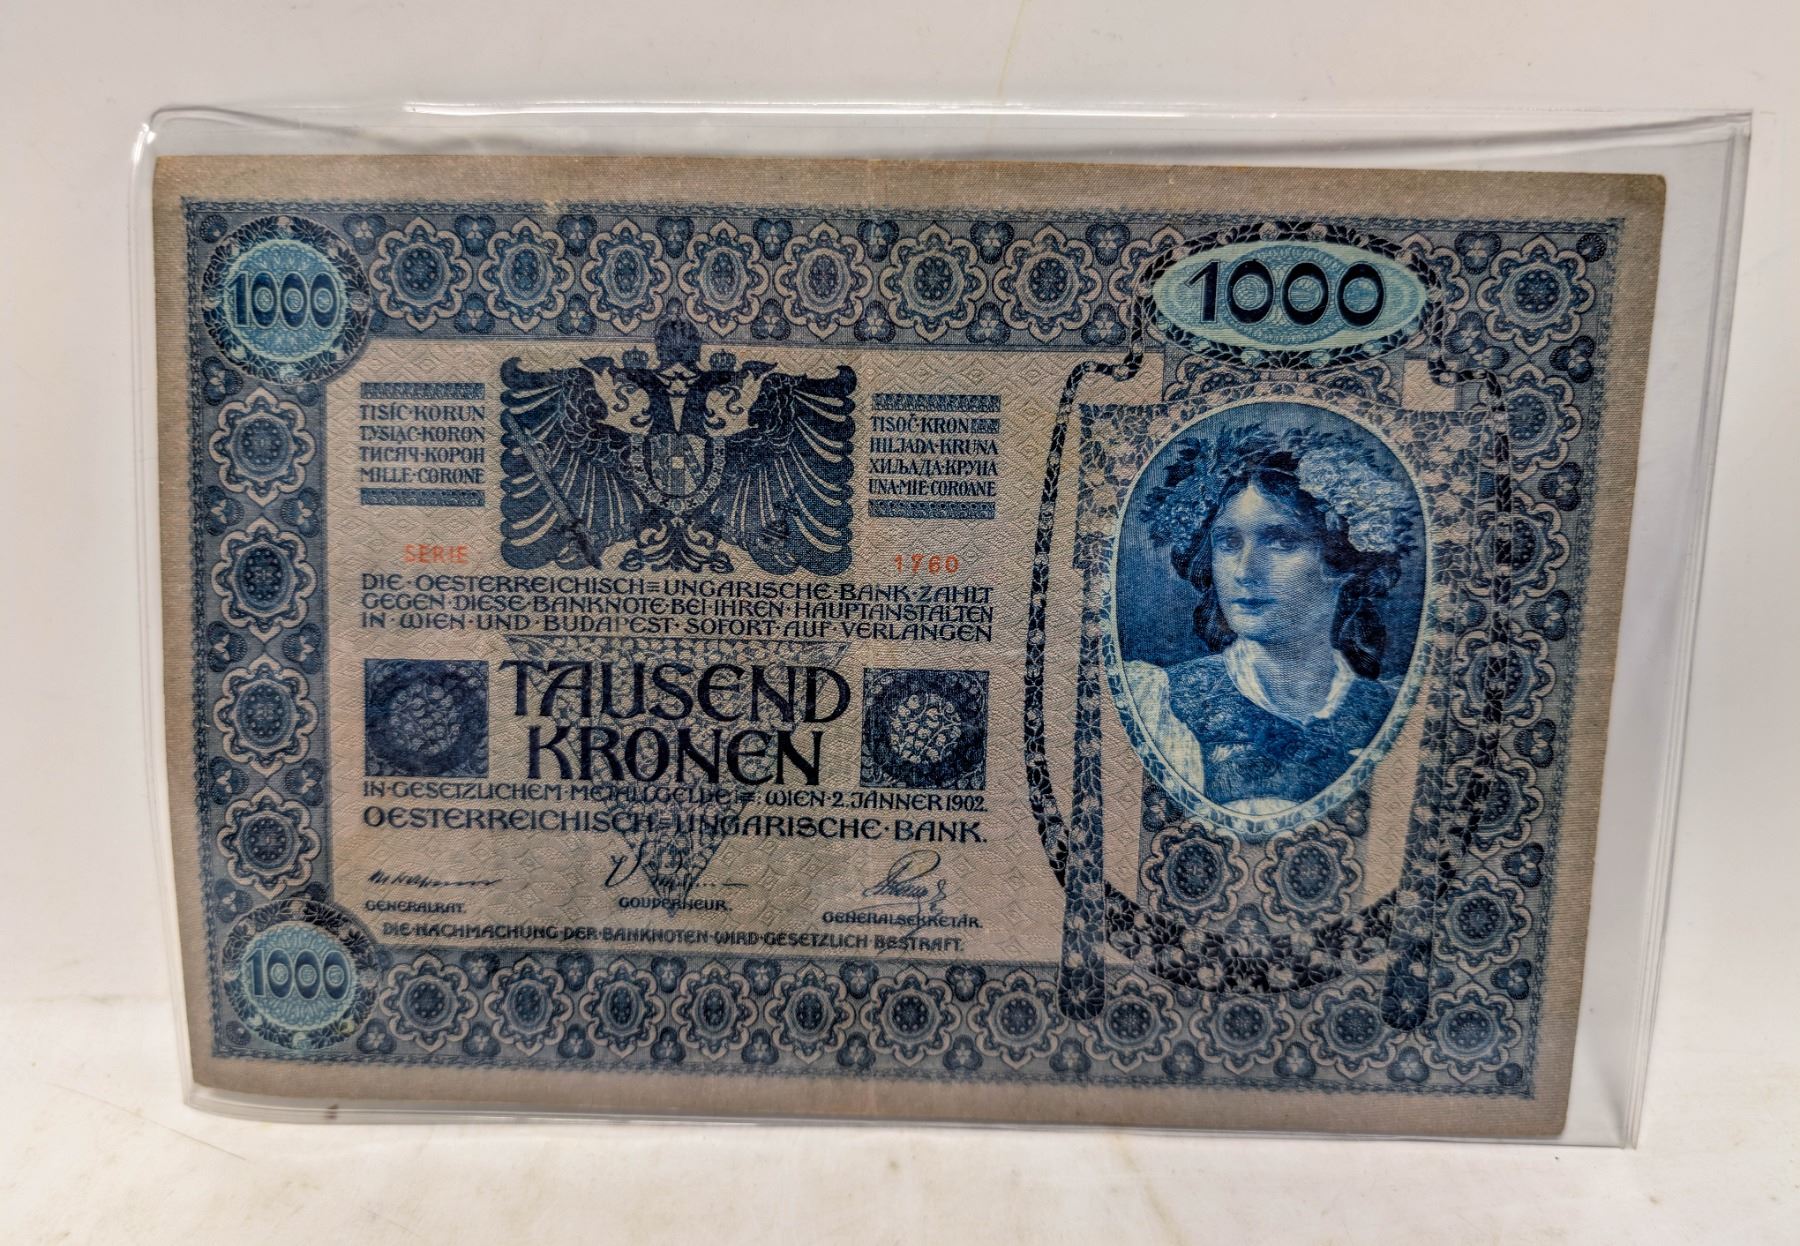 1000
1000
TISÍC·KORUN
TYSIĄC·KORON
ТИСЯЧ·КОРОН
MILLE·CORONE
TISOČ·KRON
HILJADA·KRUNA
ХИЉАДА·КРУНА
UNA·MIE·COROANE
SERIE
1760
DIE·OESTERREICHISCH=UNGARISCHE·BANK·ZAHLT
GEGEN·DIESE·BANKNOTE·BEI·IHREN·HAUPTANSTALTEN
IN·WIEN·UND·BUDAPEST·SOFORT·AUF·VERLANGEN
TAUSEND
KRONEN
IN·GESETZLICHEM·METALLGELDE=:WIEN·2.JÄNNER 1902.
OESTERREICHISCH=UNGARISCHE·BANK.
GENERALRAT.
GOUVERNEUR.
GENERALSEKRETÄR.
DIE·NACHMACHUNG DER·BANKNOTEN·WIRD·GESETZLICH BESTRAFT.
1000